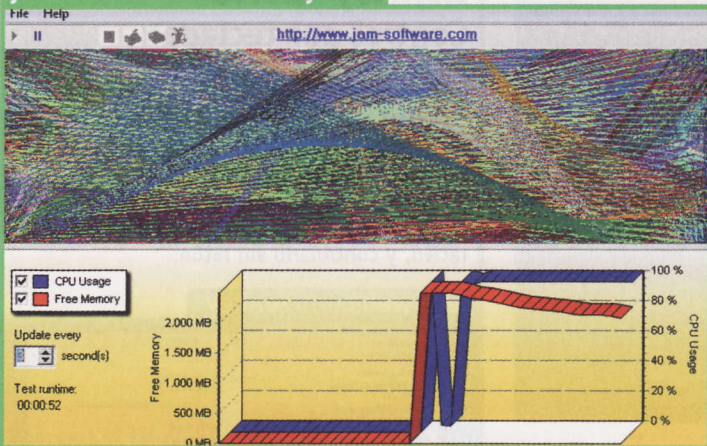 File Help
http://www.jam-software.com
CPU Usage
Free Memory
Update every
second(s)
Test runtime:
00:00:52
Free Memory
2.000 MB
1.500 MB
1.000 MB
500 MB
0 MB
100 %
80 %
60 %
40 %
20 %
0 %
CPU Usage